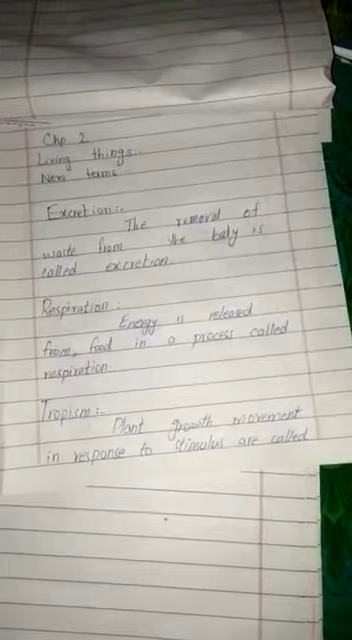 Chp 2
Living things:.
New terms
Excretion:.
The removal of
waste from the body is
called excretion.
Respiration:
Energy is released
from, food in a process called
respiration
Tropism:.
Plant growth movement
in response to stimulus are called